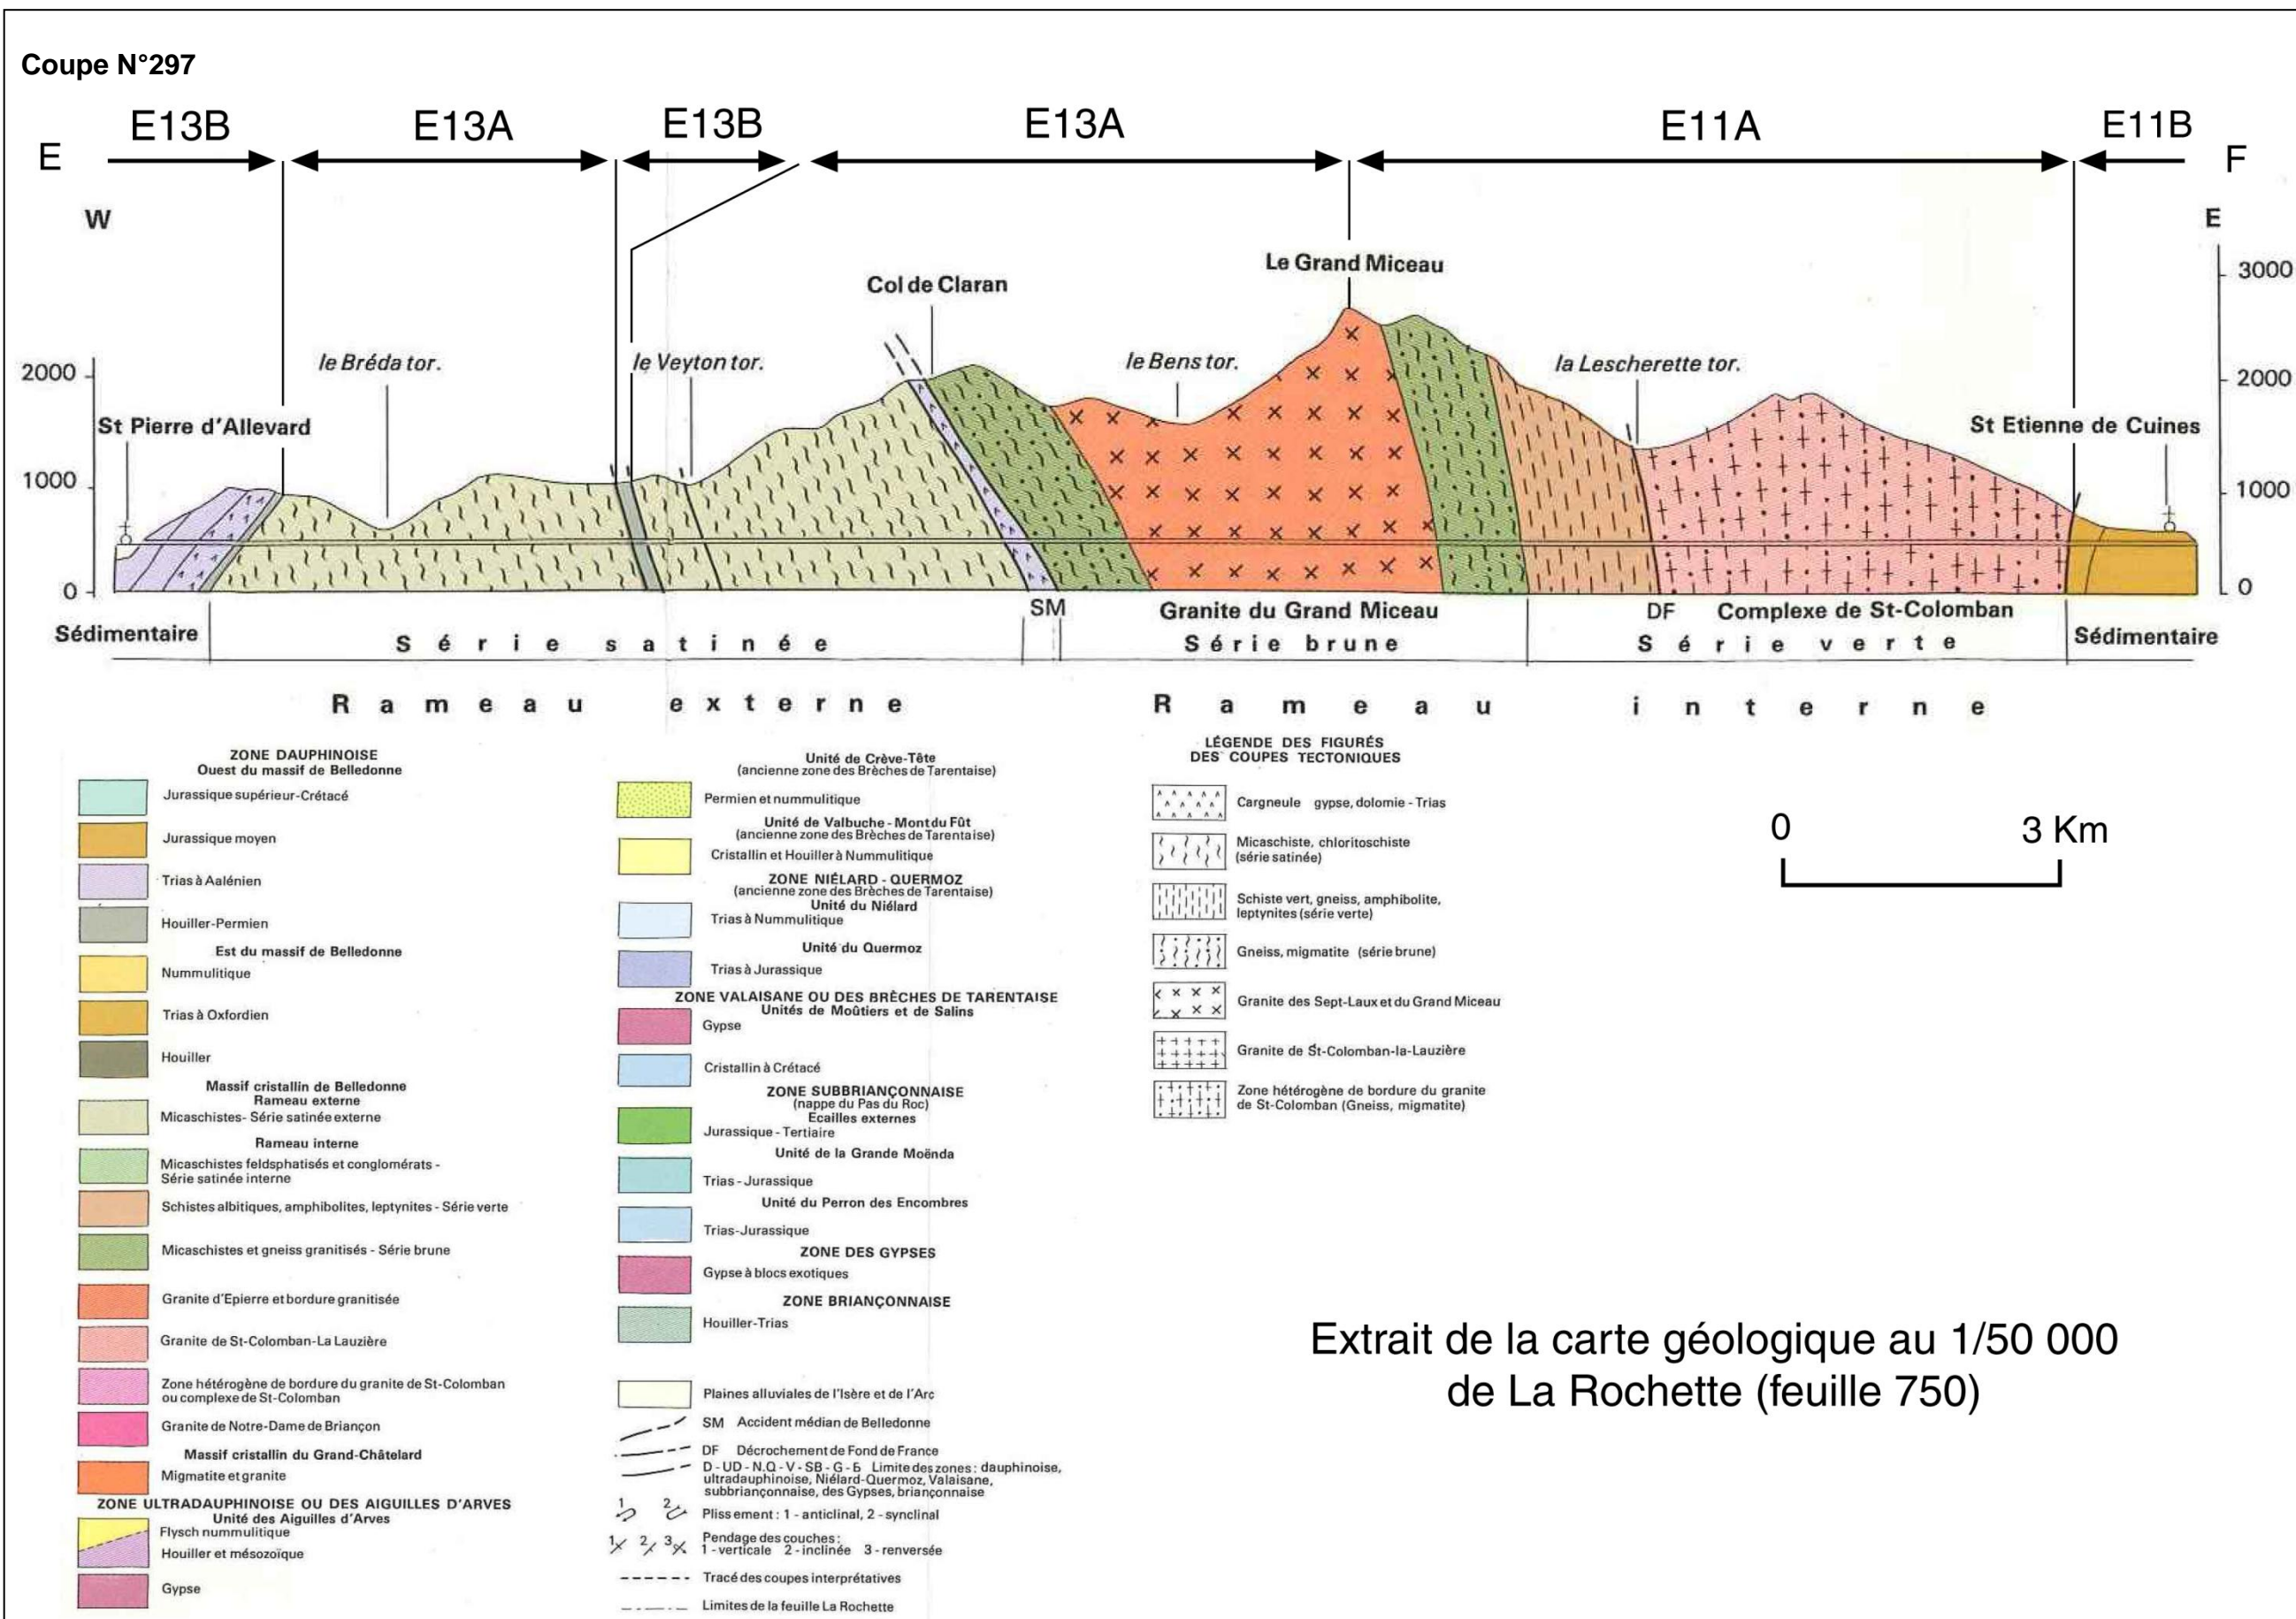 Coupe N°297
E13B E13A E13B E13A E11A E11B
E F
W E
Le Grand Miceau
Col de Claran
3000
le Bréda tor. le Veyton tor. le Bens tor. la Lescherette tor.
2000 2000
St Pierre d'Allevard St Etienne de Cuines
1000 1000
0 0
SM Granite du Grand Miceau DF Complexe de St-Colomban
Sédimentaire Série satinée Série brune Série verte Sédimentaire
Rameau externe Rameau interne
ZONE DAUPHINOISE
Ouest du massif de Belledonne
Jurassique supérieur-Crétacé
Jurassique moyen
Trias à Aalénien
Houiller-Permien
Est du massif de Belledonne
Nummulitique
Trias à Oxfordien
Houiller
Massif cristallin de Belledonne
Rameau externe
Micaschistes- Série satinée externe
Rameau interne
Micaschistes feldsphatisés et conglomérats -
Série satinée interne
Schistes albitiques, amphibolites, leptynites - Série verte
Micaschistes et gneiss granitisés - Série brune
Granite d'Epierre et bordure granitisée
Granite de St-Colomban-La Lauzière
Zone hétérogène de bordure du granite de St-Colomban
ou complexe de St-Colomban
Granite de Notre-Dame de Briançon
Massif cristallin du Grand-Châtelard
Migmatite et granite
ZONE ULTRADAUPHINOISE OU DES AIGUILLES D'ARVES
Unité des Aiguilles d'Arves
Flysch nummulitique
Houiller et mésozoïque
Gypse
Unité de Crève-Tête
(ancienne zone des Brèches de Tarentaise)
Permien et nummulitique
Unité de Valbuche - Mont du Fût
(ancienne zone des Brèches de Tarentaise)
Cristallin et Houiller à Nummulitique
ZONE NIÉLARD - QUERMOZ
(ancienne zone des Brèches de Tarentaise)
Unité du Niélard
Trias à Nummulitique
Unité du Quermoz
Trias à Jurassique
ZONE VALAISANE OU DES BRÈCHES DE TARENTAISE
Unités de Moûtiers et de Salins
Gypse
Cristallin à Crétacé
ZONE SUBBRIANÇONNAISE
(nappe du Pas du Roc)
Ecailles externes
Jurassique - Tertiaire
Unité de la Grande Moënda
Trias - Jurassique
Unité du Perron des Encombres
Trias-Jurassique
ZONE DES GYPSES
Gypse à blocs exotiques
ZONE BRIANÇONNAISE
Houiller-Trias
Plaines alluviales de l'Isère et de l'Arc
SM Accident médian de Belledonne
DF Décrochement de Fond de France
D - UD - N.Q - V - SB - G - B Limite des zones : dauphinoise,
ultradauphinoise, Niélard-Quermoz, Valaisane,
subbriançonnaise, des Gypses, briançonnaise
1 2 Plissement : 1 - anticlinal, 2 - synclinal
1 2 3 Pendage des couches :
1 - verticale 2 - inclinée 3 - renversée
Tracé des coupes interprétatives
Limites de la feuille La Rochette
LÉGENDE DES FIGURÉS
DES COUPES TECTONIQUES
Cargneule gypse, dolomie - Trias
Micaschiste, chloritoschiste
(série satinée)
Schiste vert, gneiss, amphibolite,
leptynites (série verte)
Gneiss, migmatite (série brune)
Granite des Sept-Laux et du Grand Miceau
Granite de St-Colomban-la-Lauzière
Zone hétérogène de bordure du granite
de St-Colomban (Gneiss, migmatite)
0 3 Km
Extrait de la carte géologique au 1/50 000
de La Rochette (feuille 750)